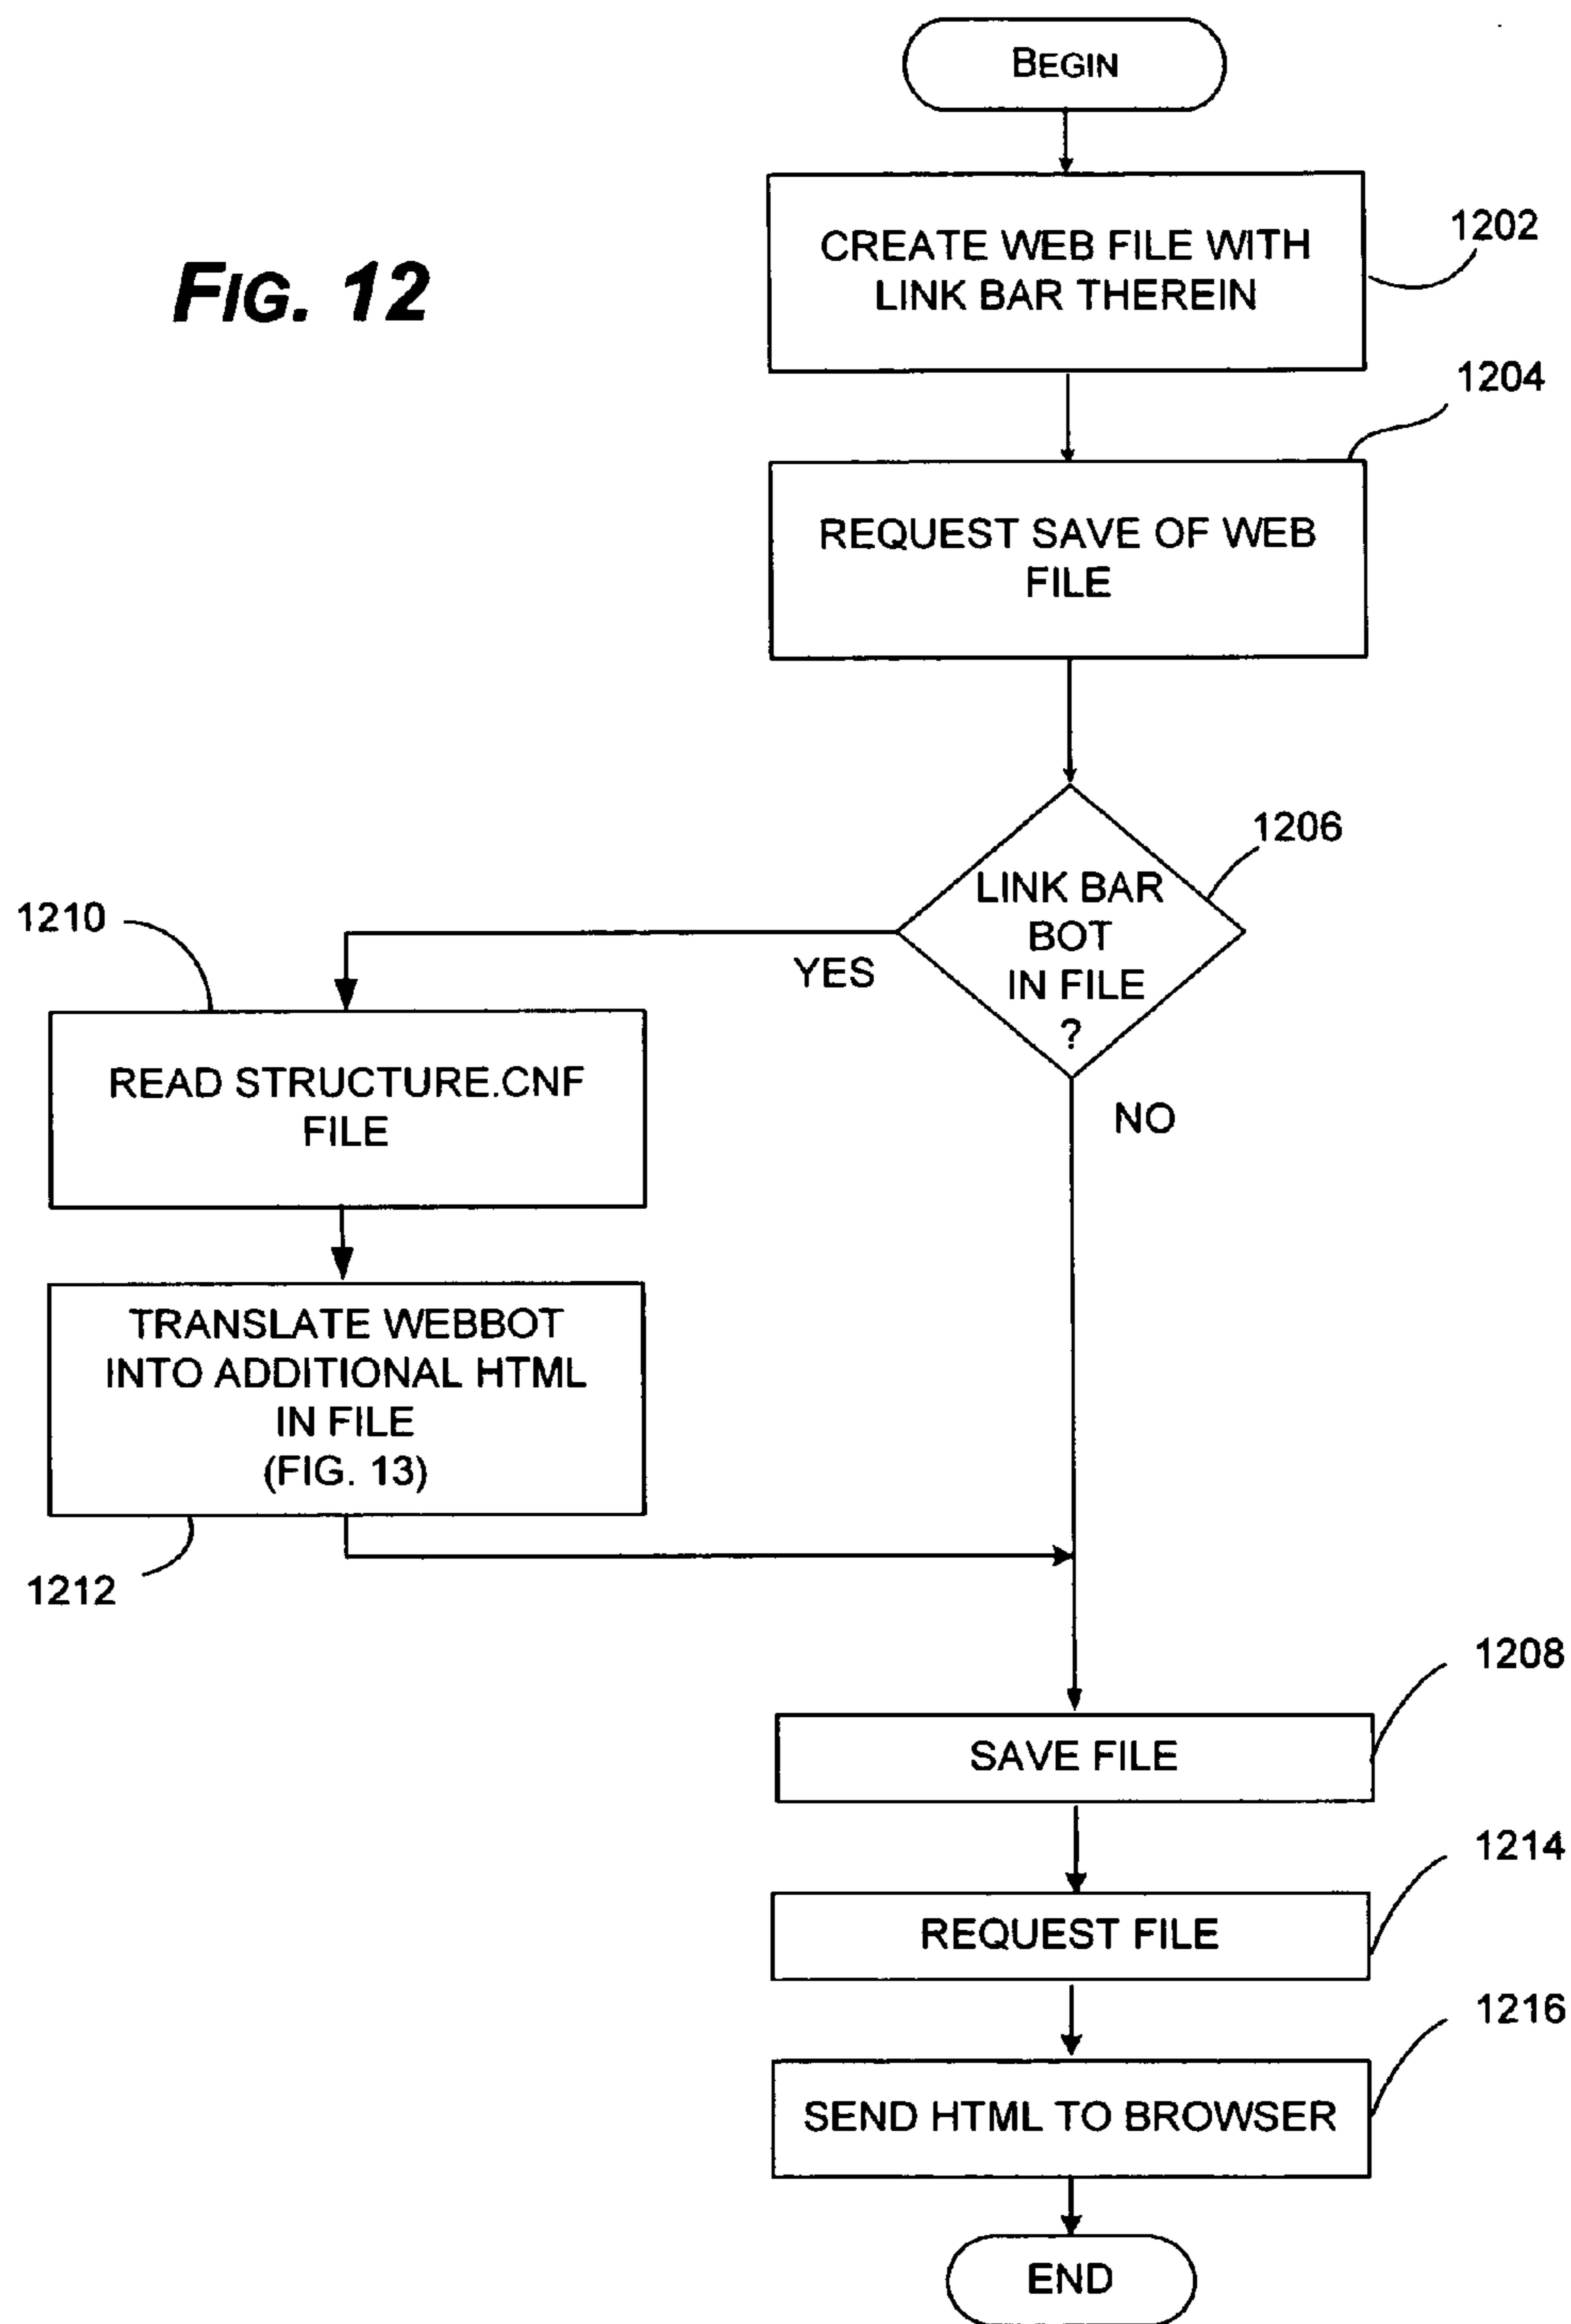 BEGIN
FIG. 12
CREATE WEB FILE WITH
LINK BAR THEREIN
1202
1204
REQUEST SAVE OF WEB
FILE
1206
LINK BAR
BOT
IN FILE
?
YES
NO
1210
READ STRUCTURE.CNF
FILE
TRANSLATE WEBBOT
INTO ADDITIONAL HTML
IN FILE
(FIG. 13)
1212
1208
SAVE FILE
1214
REQUEST FILE
1216
SEND HTML TO BROWSER
END